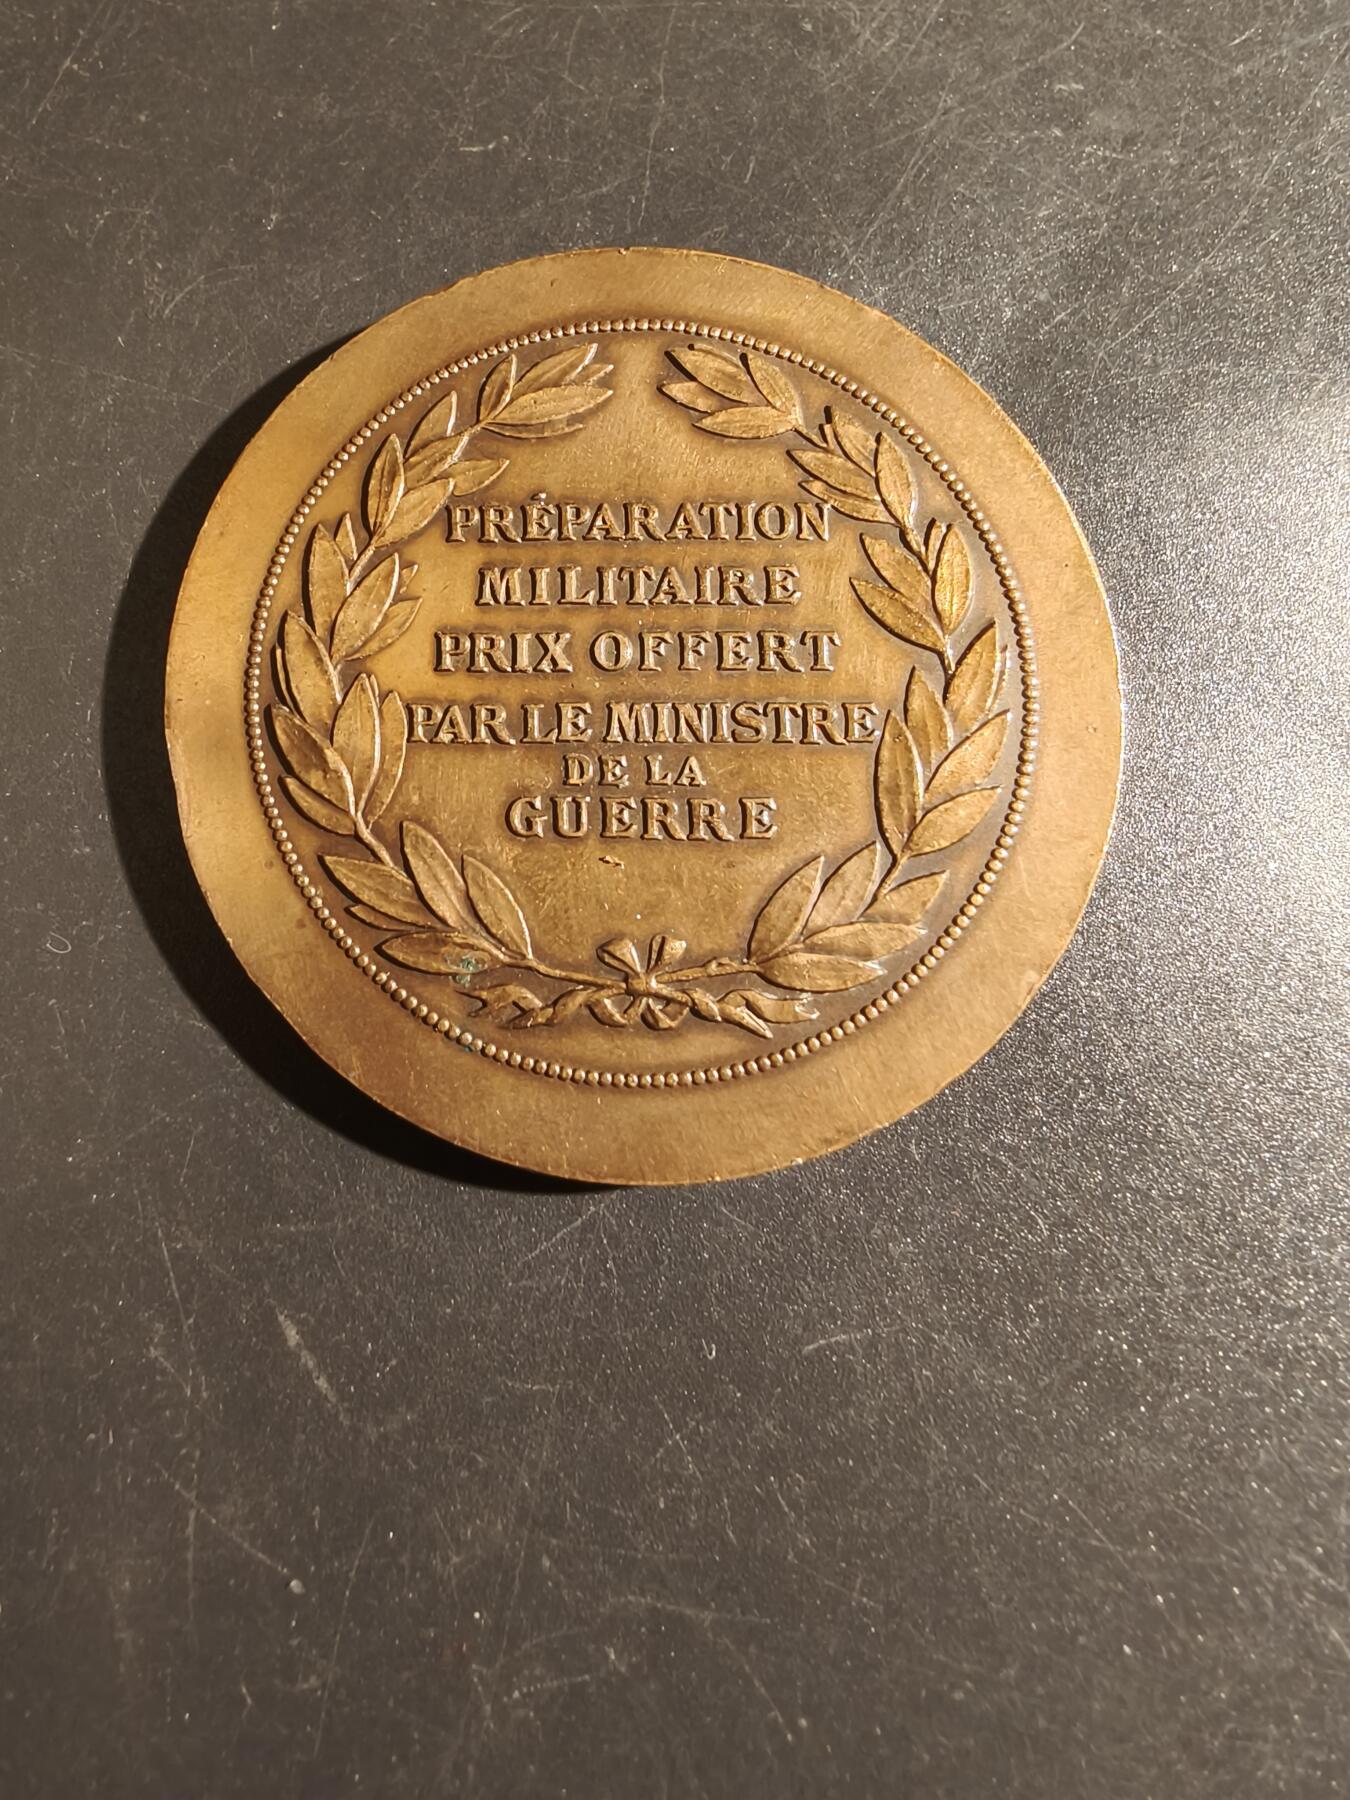 PRÉPARATION
MILITAIRE
PRIX OFFERT
PAR LE MINISTRE
DE LA
GUERRE